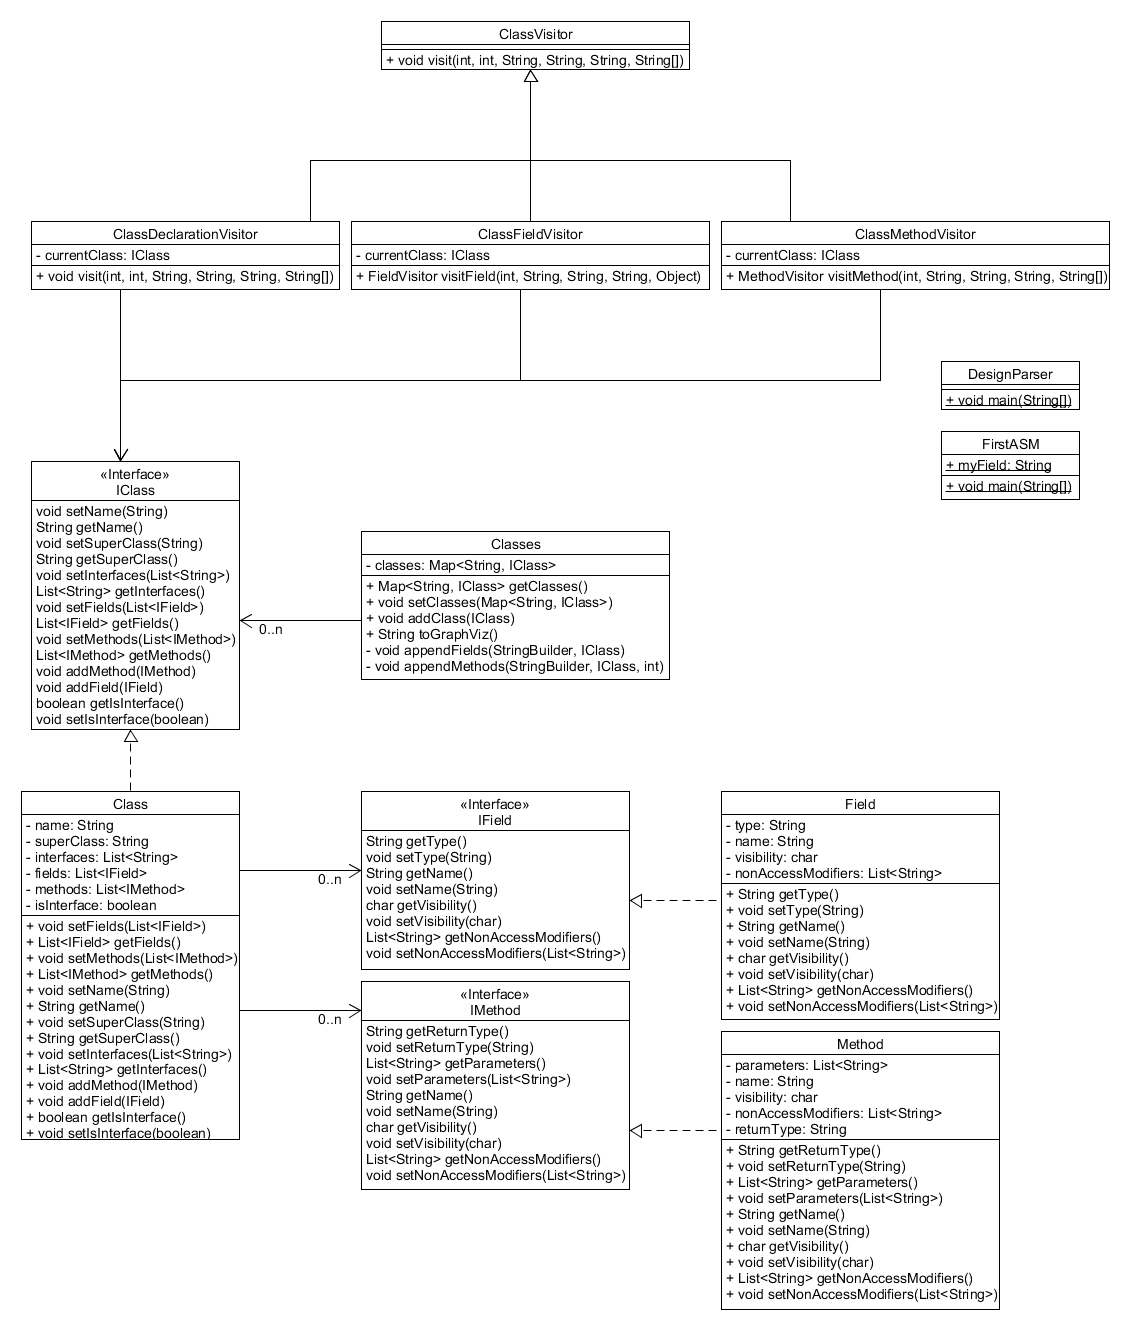 ClassVisitor
+ void visit(int, int, String, String, String, String[])
ClassDeclarationVisitor
- currentClass: IClass
+ void visit(int, int, String, String, String, String[])
ClassFieldVisitor
- currentClass: IClass
+ FieldVisitor visitField(int, String, String, String, Object)
ClassMethodVisitor
- currentClass: IClass
+ MethodVisitor visitMethod(int, String, String, String, String[])
DesignParser
+ void main(String[])
FirstASM
+ myField: String
+ void main(String[])
«Interface»
IClass
void setName(String)
String getName()
void setSuperClass(String)
String getSuperClass()
void setInterfaces(List<String>)
List<String> getInterfaces()
void setFields(List<IField>)
List<IField> getFields()
void setMethods(List<IMethod>)
List<IMethod> getMethods()
void addMethod(IMethod)
void addField(IField)
boolean getIsInterface()
void setIsInterface(boolean)
Classes
- classes: Map<String, IClass>
+ Map<String, IClass> getClasses()
+ void setClasses(Map<String, IClass>)
+ void addClass(IClass)
+ String toGraphViz()
- void appendFields(StringBuilder, IClass)
- void appendMethods(StringBuilder, IClass, int)
0..n
Class
- name: String
- superClass: String
- interfaces: List<String>
- fields: List<IField>
- methods: List<IMethod>
- isInterface: boolean
+ void setFields(List<IField>)
+ List<IField> getFields()
+ void setMethods(List<IMethod>)
+ List<IMethod> getMethods()
+ void setName(String)
+ String getName()
+ void setSuperClass(String)
+ String getSuperClass()
+ void setInterfaces(List<String>)
+ List<String> getInterfaces()
+ void addMethod(IMethod)
+ void addField(IField)
+ boolean getIsInterface()
+ void setIsInterface(boolean)
0..n
0..n
«Interface»
IField
String getType()
void setType(String)
String getName()
void setName(String)
char getVisibility()
void setVisibility(char)
List<String> getNonAccessModifiers()
void setNonAccessModifiers(List<String>)
«Interface»
IMethod
String getReturnType()
void setReturnType(String)
List<String> getParameters()
void setParameters(List<String>)
String getName()
void setName(String)
char getVisibility()
void setVisibility(char)
List<String> getNonAccessModifiers()
void setNonAccessModifiers(List<String>)
Field
- type: String
- name: String
- visibility: char
- nonAccessModifiers: List<String>
+ String getType()
+ void setType(String)
+ String getName()
+ void setName(String)
+ char getVisibility()
+ void setVisibility(char)
+ List<String> getNonAccessModifiers()
+ void setNonAccessModifiers(List<String>)
Method
- parameters: List<String>
- name: String
- visibility: char
- nonAccessModifiers: List<String>
- returnType: String
+ String getReturnType()
+ void setReturnType(String)
+ List<String> getParameters()
+ void setParameters(List<String>)
+ String getName()
+ void setName(String)
+ char getVisibility()
+ void setVisibility(char)
+ List<String> getNonAccessModifiers()
+ void setNonAccessModifiers(List<String>)